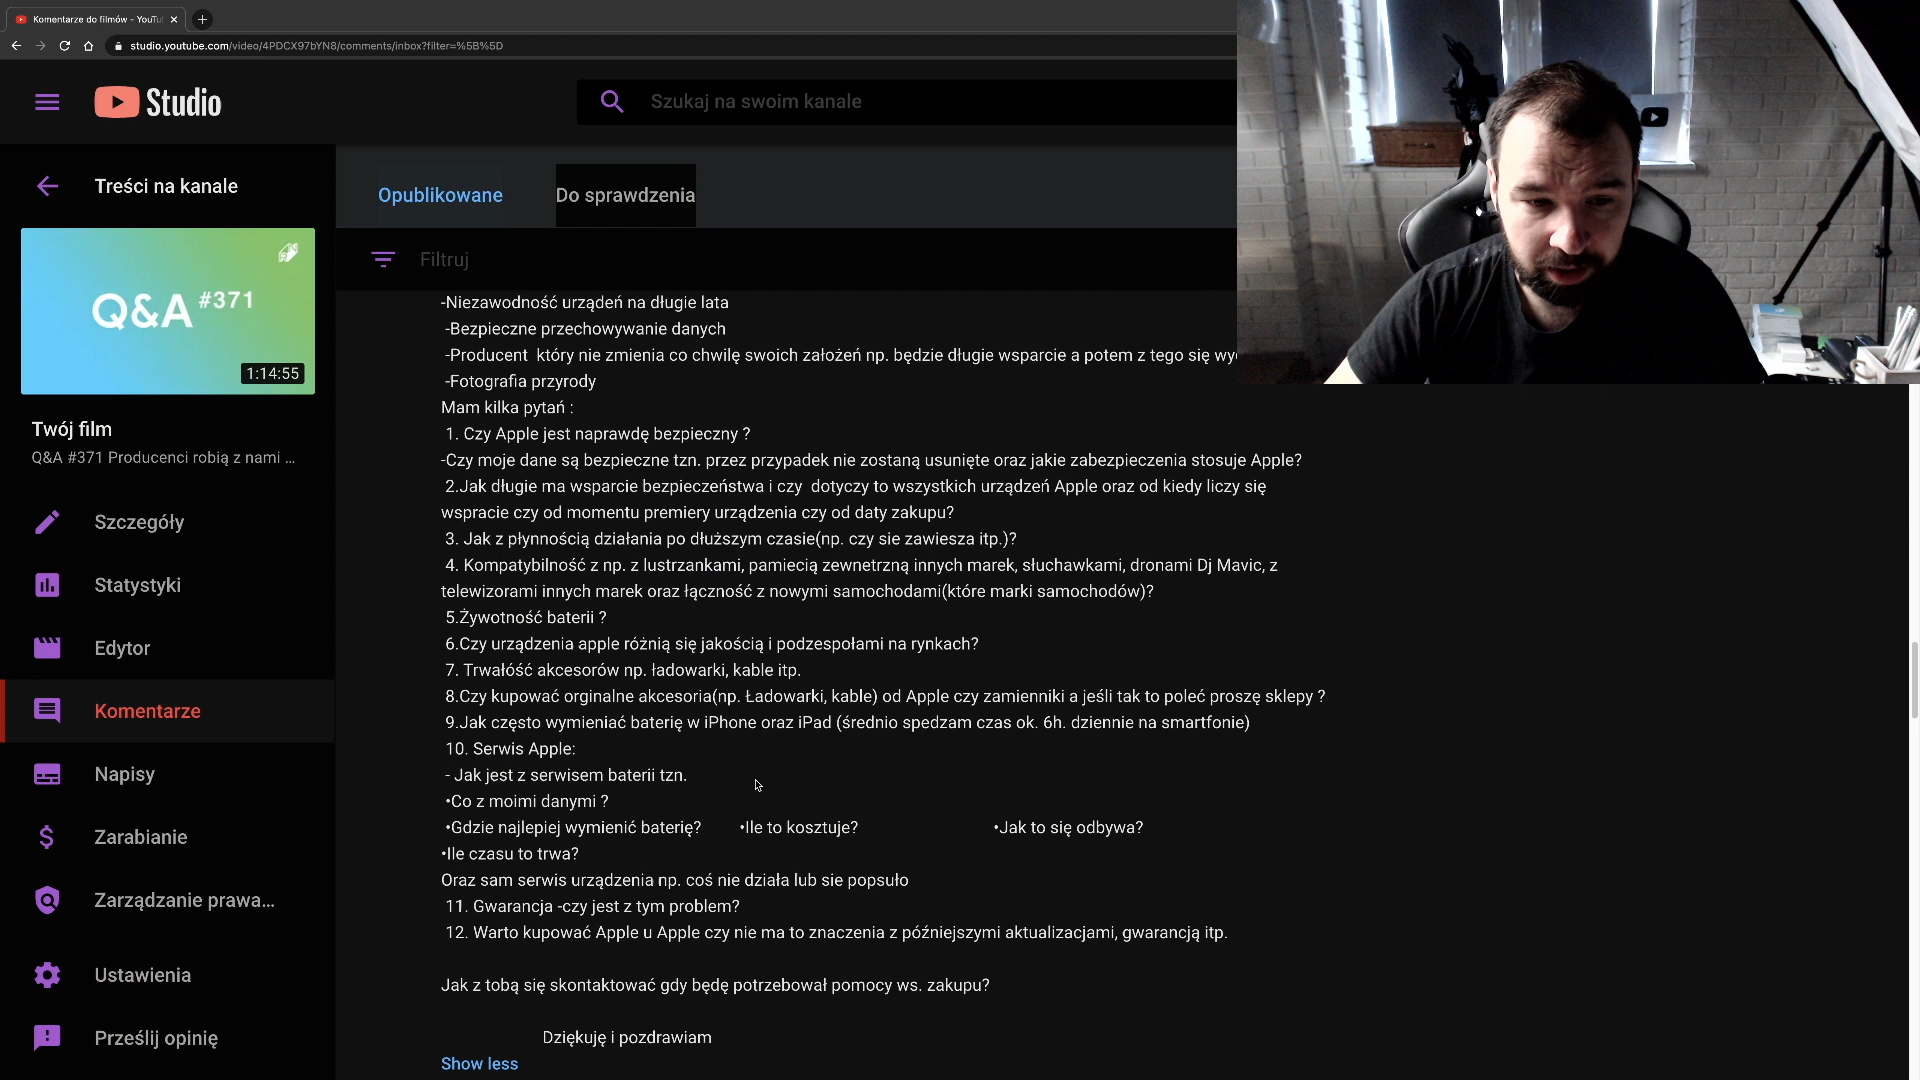 Komentarze do filmów - YouTu
studio.youtube.com/video/4PDCX97bYN8/comments/inbox?filter=%5B%5D
Studio
Szukaj na swoim kanale
Treści na kanale
Opublikowane
Do sprawdzenia
Filtruj
Q&A #371
1:14:55
Twój film
Q&A #371 Producenci robią z nami ...
Szczegóły
Statystyki
Edytor
Komentarze
Napisy
Zarabianie
Zarządzanie prawa...
Ustawienia
Prześlij opinię
-Niezawodność urządeń na długie lata
-Bezpieczne przechowywanie danych
-Producent który nie zmienia co chwilę swoich założeń np. będzie długie wsparcie a potem z tego się
-Fotografia przyrody
Mam kilka pytań :
1. Czy Apple jest naprawdę bezpieczny ?
-Czy moje dane są bezpieczne tzn. przez przypadek nie zostaną usunięte oraz jakie zabezpieczenia stosuje Apple?
2.Jak długie ma wsparcie bezpieczeństwa i czy dotyczy to wszystkich urządzeń Apple oraz od kiedy liczy się
wspracie czy od momentu premiery urządzenia czy od daty zakupu?
3. Jak z płynnością działania po dłuższym czasie(np. czy sie zawiesza itp.)?
4. Kompatybilność z np. z lustrzankami, pamiecią zewnetrzną innych marek, słuchawkami, dronami Dj Mavic, z
telewizorami innych marek oraz łączność z nowymi samochodami(które marki samochodów)?
5.Żywotność baterii ?
6.Czy urządzenia apple różnią się jakością i podzespołami na rynkach?
7. Trwałóść akcesorów np. ładowarki, kable itp.
8.Czy kupować orginalne akcesoria(np. Ładowarki, kable) od Apple czy zamienniki a jeśli tak to poleć proszę sklepy ?
9.Jak często wymieniać baterię w iPhone oraz iPad (średnio spedzam czas ok. 6h. dziennie na smartfonie)
10. Serwis Apple:
- Jak jest z serwisem baterii tzn.
•Co z moimi danymi ?
•Gdzie najlepiej wymienić baterię? •Ile to kosztuje? •Jak to się odbywa?
•Ile czasu to trwa?
Oraz sam serwis urządzenia np. coś nie działa lub sie popsuło
11. Gwarancja -czy jest z tym problem?
12. Warto kupować Apple u Apple czy nie ma to znaczenia z późniejszymi aktualizacjami, gwarancją itp.
Jak z tobą się skontaktować gdy będę potrzebował pomocy ws. zakupu?
Dziękuję i pozdrawiam
Show less